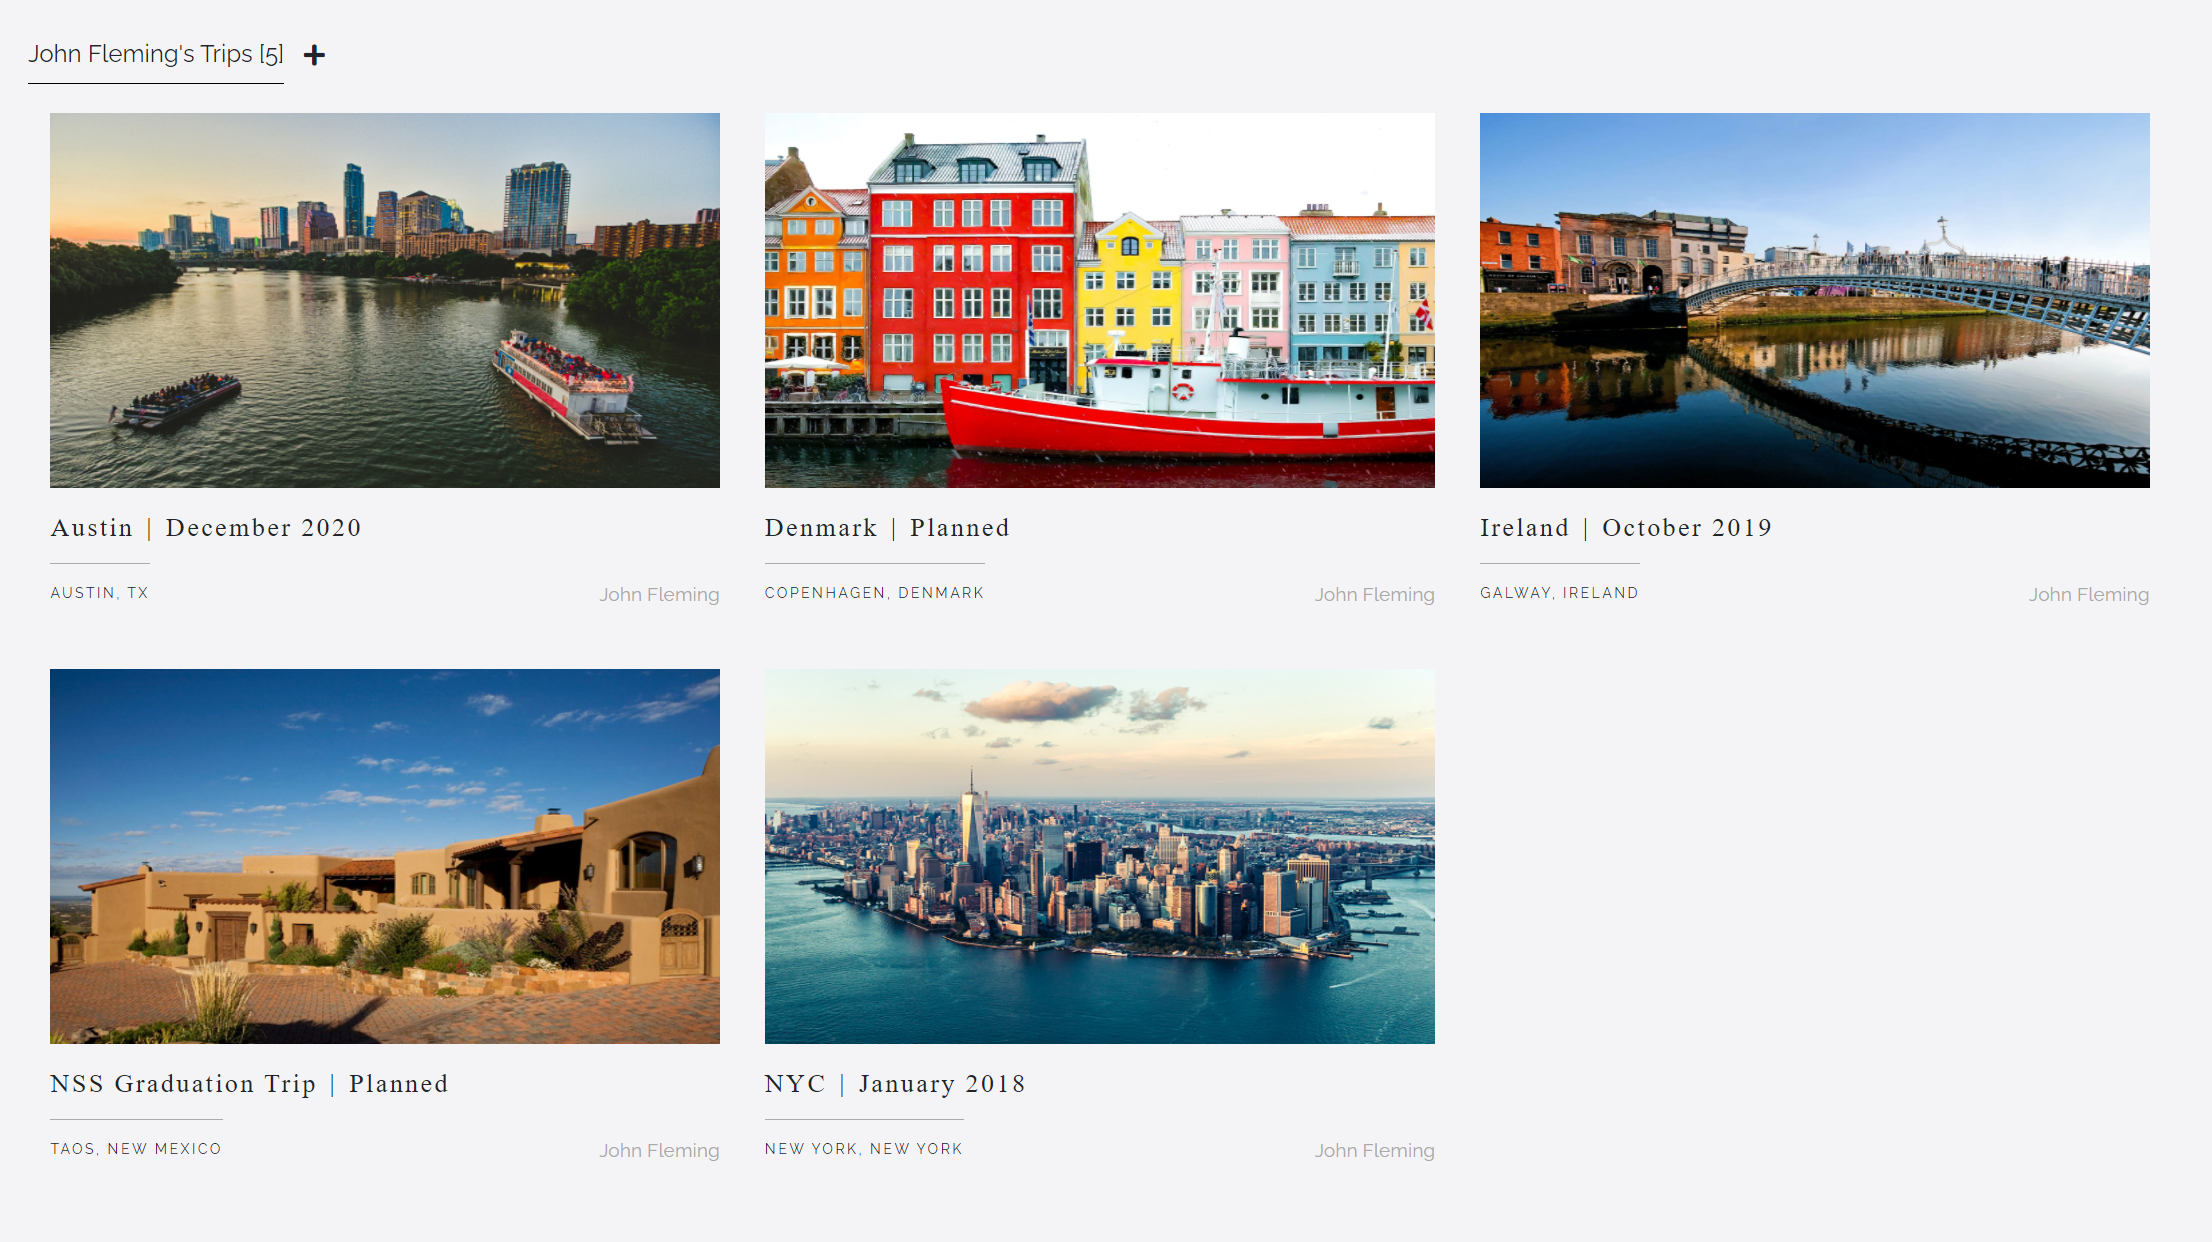 John Fleming's Trips [5] +
Austin | December 2020
AUSTIN, TX
John Fleming
Denmark | Planned
COPENHAGEN, DENMARK
John Fleming
Ireland | October 2019
GALWAY, IRELAND
John Fleming
NSS Graduation Trip | Planned
TAOS, NEW MEXICO
John Fleming
NYC | January 2018
NEW YORK, NEW YORK
John Fleming